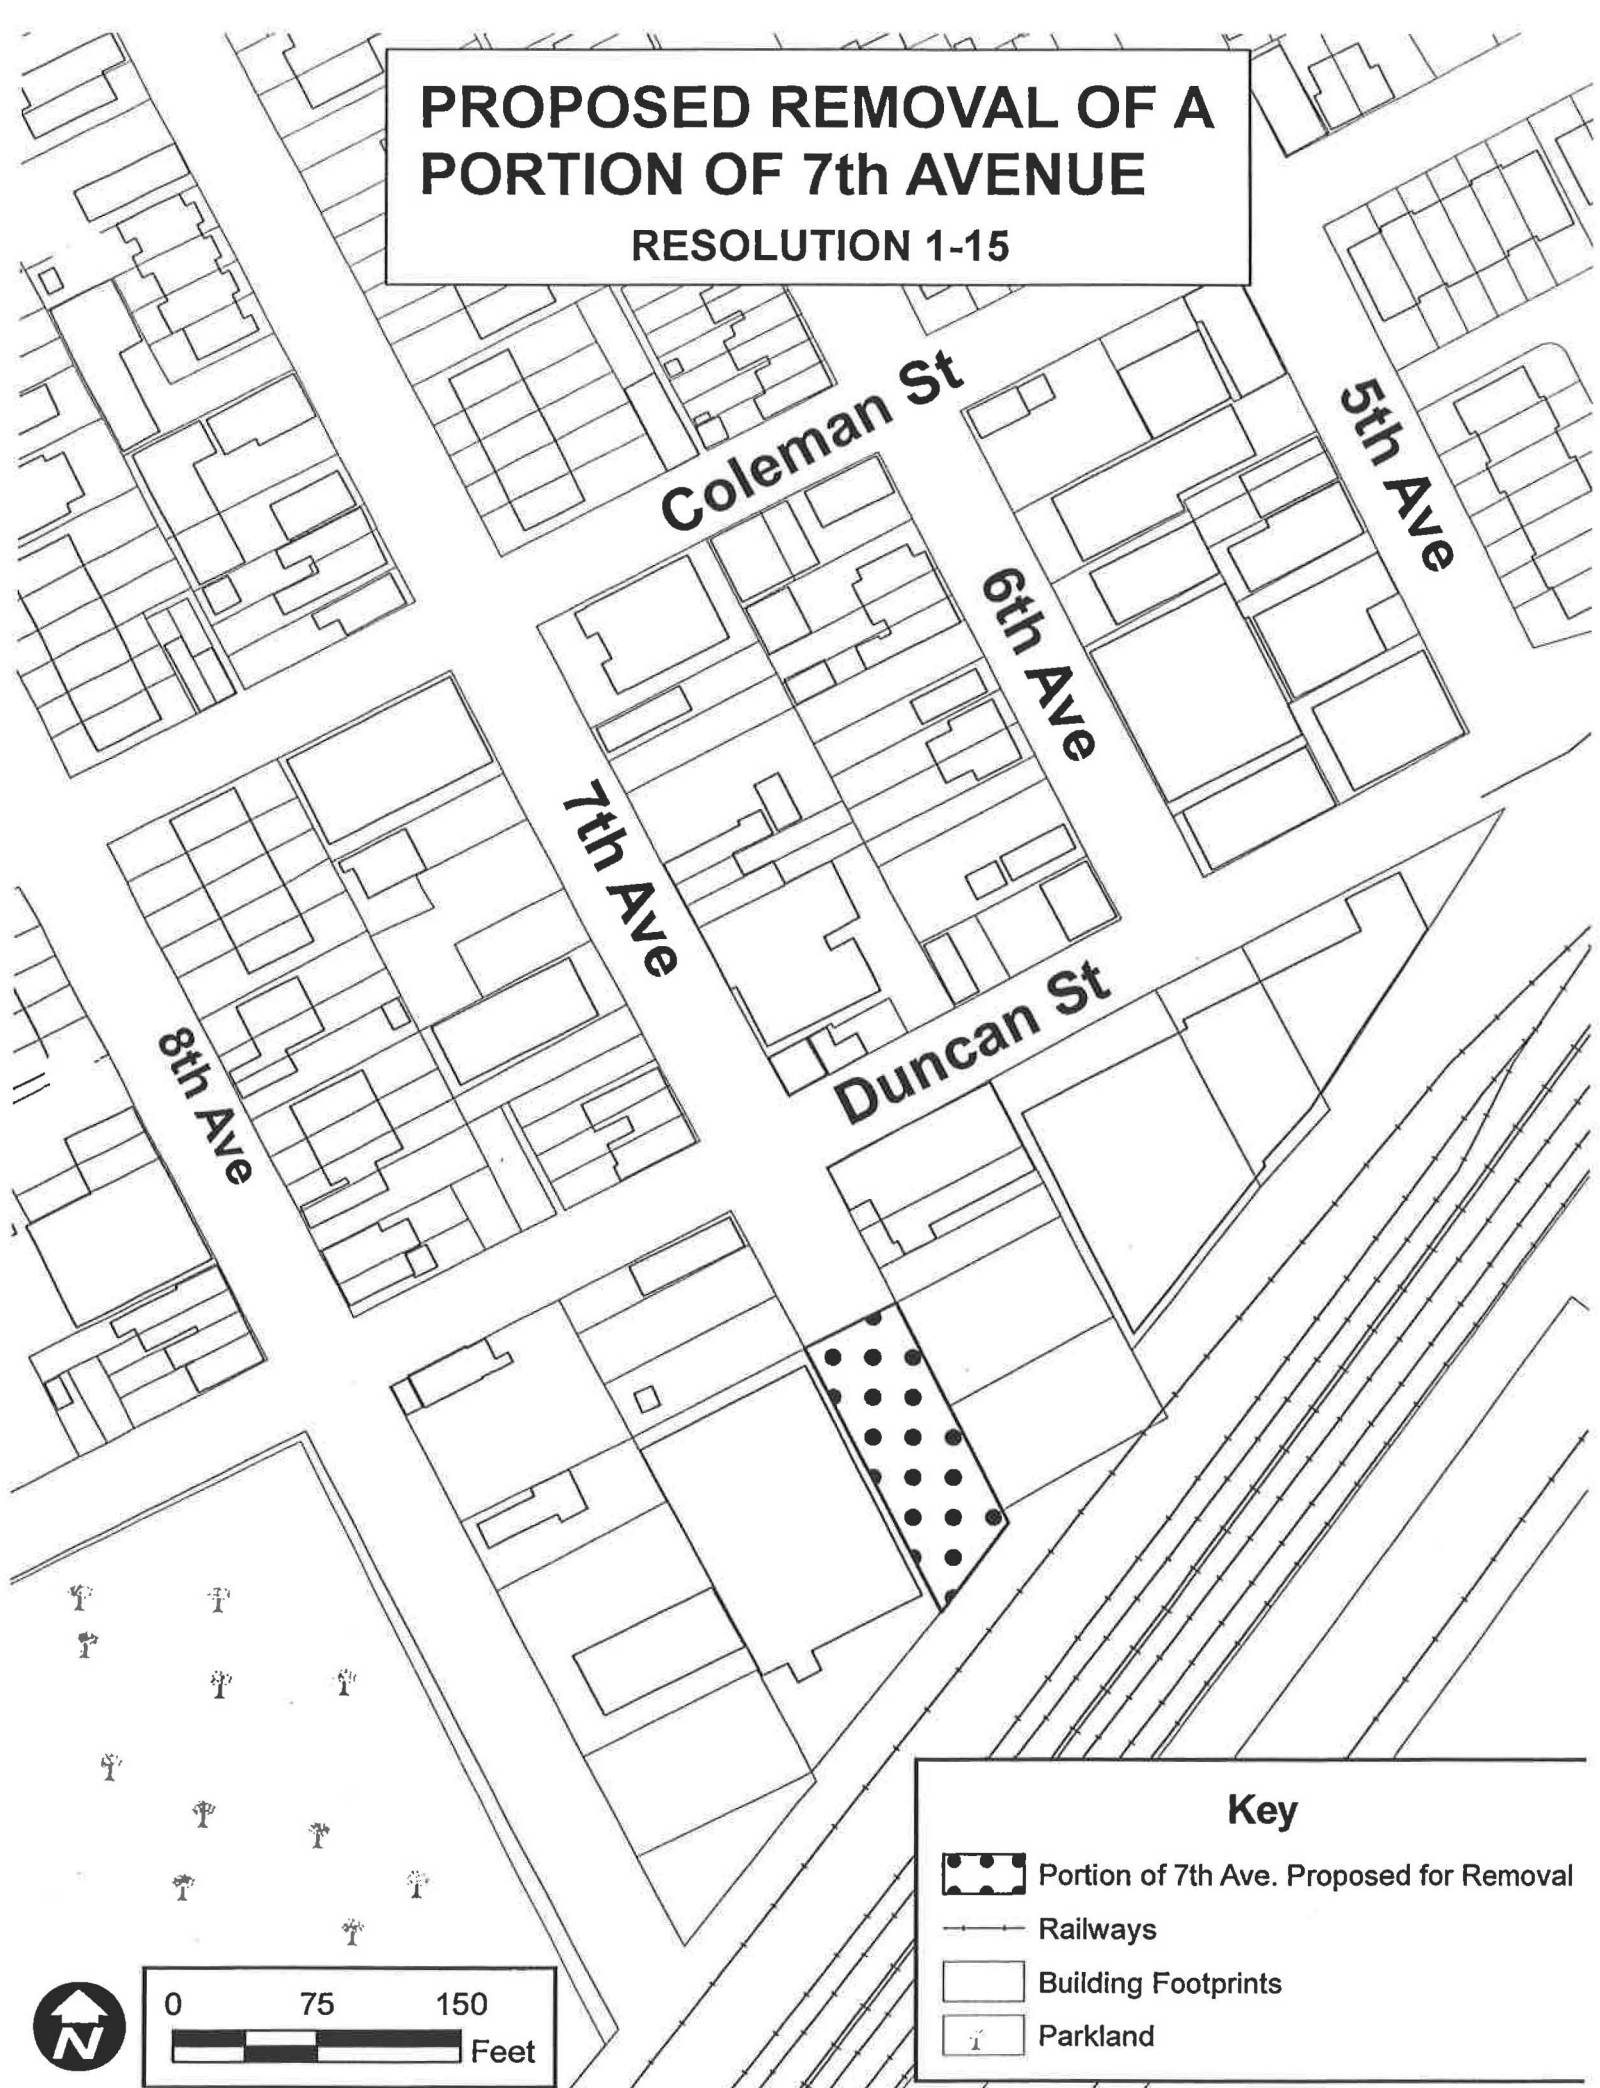 PROPOSED REMOVAL OF A
PORTION OF 7th AVENUE
RESOLUTION 1-15
Coleman St
5th Ave
6th Ave
7th Ave
Duncan St
8th Ave
Key
Portion of 7th Ave. Proposed for Removal
Railways
Building Footprints
Parkland
N
0 75 150
Feet